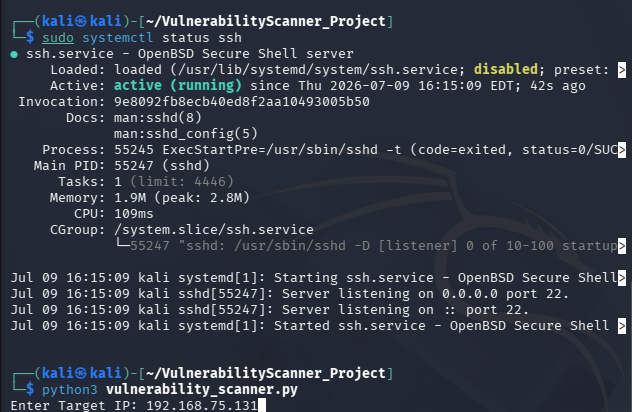 ┌──(kali㉿kali)-[~/VulnerabilityScanner_Project]
└─$ sudo systemctl status ssh
● ssh.service - OpenBSD Secure Shell server
     Loaded: loaded (/usr/lib/systemd/system/ssh.service; disabled; preset: >
     Active: active (running) since Thu 2026-07-09 16:15:09 EDT; 42s ago
 Invocation: 9e8092fb8ecb40ed8f2aa10493005b50
       Docs: man:sshd(8)
             man:sshd_config(5)
    Process: 55245 ExecStartPre=/usr/sbin/sshd -t (code=exited, status=0/SUC>
   Main PID: 55247 (sshd)
      Tasks: 1 (limit: 4446)
     Memory: 1.9M (peak: 2.8M)
        CPU: 109ms
     CGroup: /system.slice/ssh.service
             └─55247 "sshd: /usr/sbin/sshd -D [listener] 0 of 10-100 startup>

Jul 09 16:15:09 kali systemd[1]: Starting ssh.service - OpenBSD Secure Shell>
Jul 09 16:15:09 kali sshd[55247]: Server listening on 0.0.0.0 port 22.
Jul 09 16:15:09 kali sshd[55247]: Server listening on :: port 22.
Jul 09 16:15:09 kali systemd[1]: Started ssh.service - OpenBSD Secure Shell >

┌──(kali㉿kali)-[~/VulnerabilityScanner_Project]
└─$ python3 vulnerability_scanner.py
Enter Target IP: 192.168.75.131